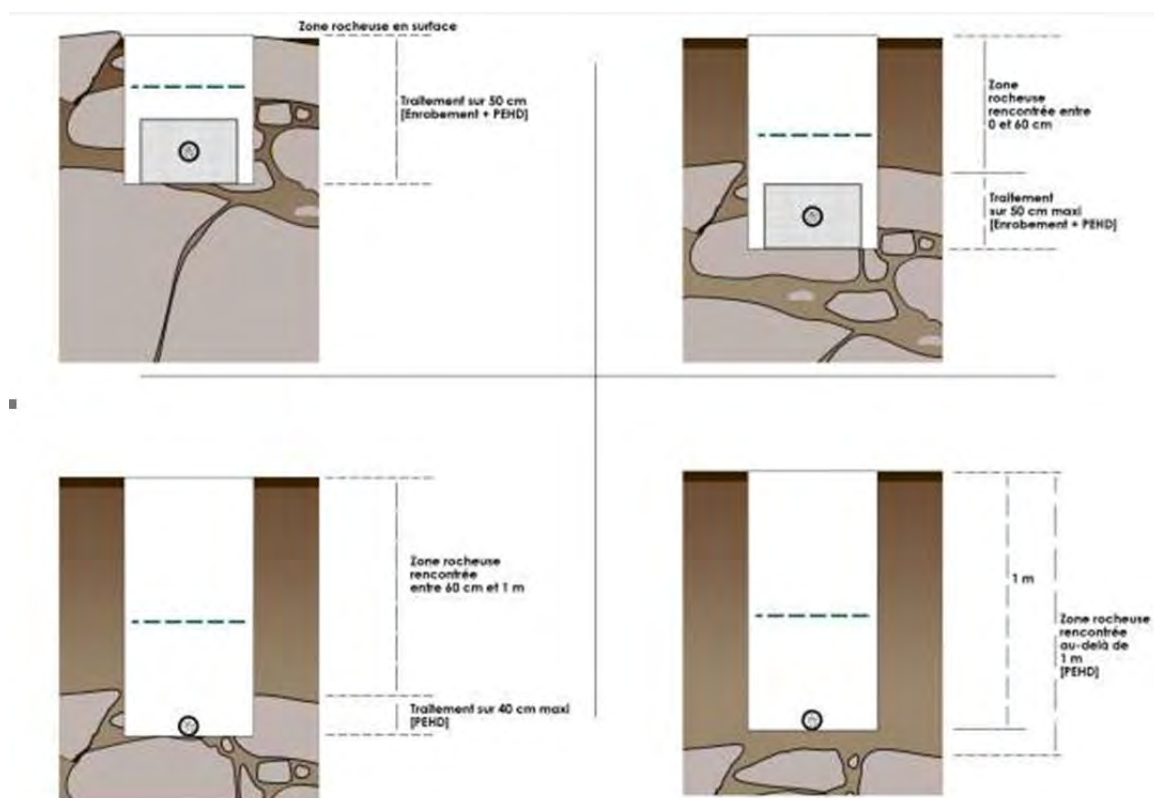 Zone rocheuse en surface
Traitement sur 50 cm
[Enrobement + PEHD]
Zone
rocheuse
rencontrée entre
0 et 60 cm
Traitement
sur 50 cm maxi
[Enrobement + PEHD]
Zone rocheuse
rencontrée
entre 60 cm et 1 m
Traitement sur 40 cm maxi
[PEHD]
1 m
Zone rocheuse
rencontrée
au-delà de
1 m
[PEHD]